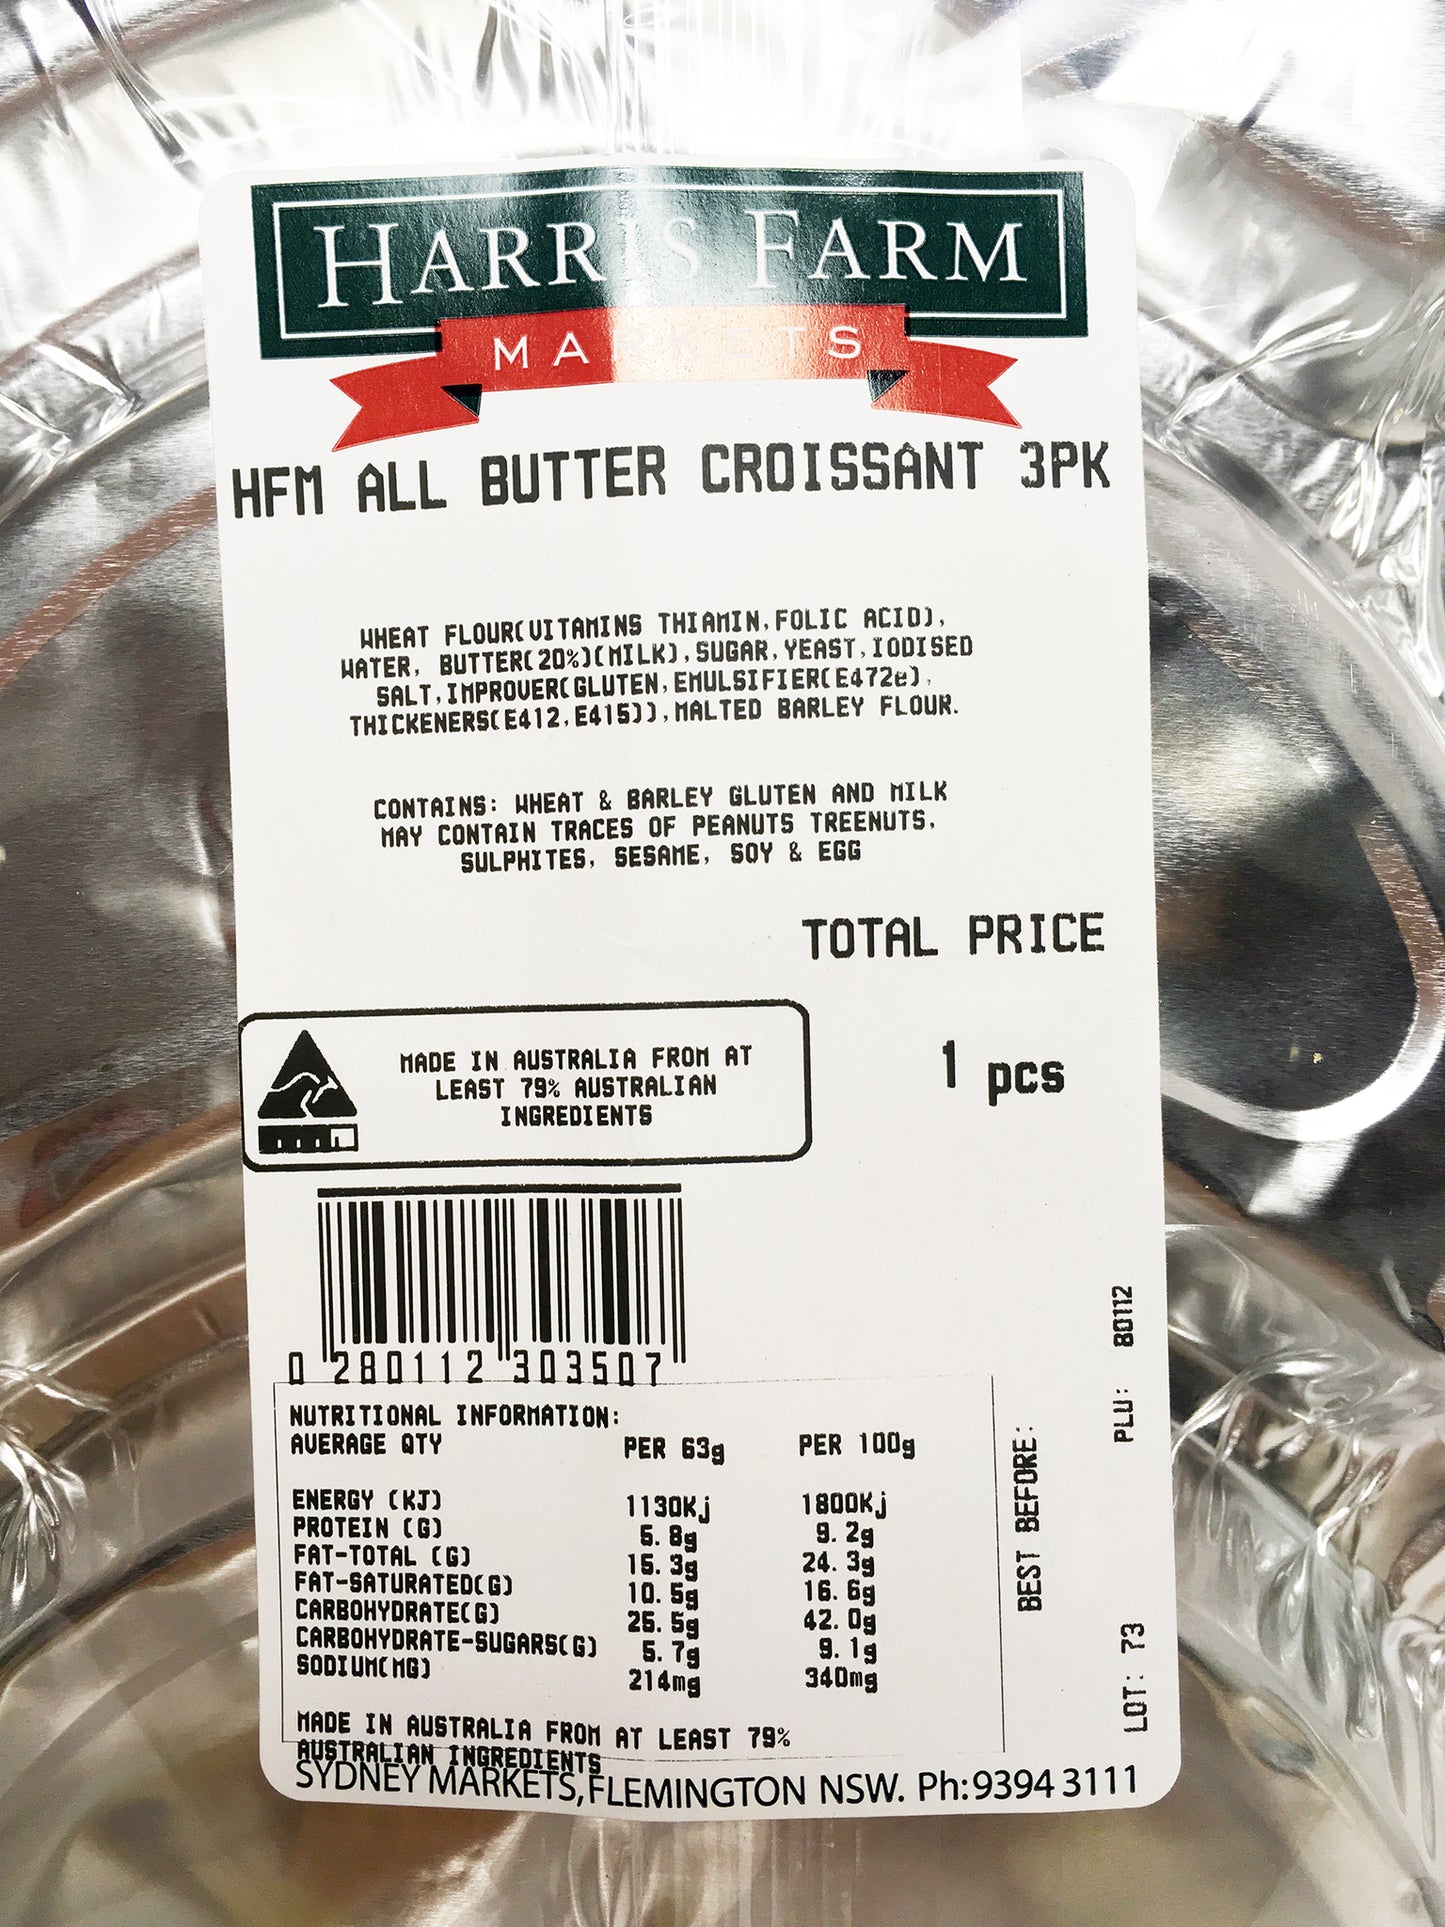 HARRIS FARM
MARKETS
HFM ALL BUTTER CROISSANT 3PK
WHEAT FLOUR(VITAMINS THIAMIN,FOLIC ACID),
WATER, BUTTER(20%)(MILK),SUGAR,YEAST,IODISED
SALT,IMPROVER(GLUTEN,EMULSIFIER(E472e),
THICKENERS(E412,E415)),MALTED BARLEY FLOUR.
CONTAINS: WHEAT & BARLEY GLUTEN AND MILK
MAY CONTAIN TRACES OF PEANUTS TREENUTS,
SULPHITES, SESAME, SOY & EGG
TOTAL PRICE
1 pcs
MADE IN AUSTRALIA FROM AT
LEAST 79% AUSTRALIAN
INGREDIENTS
0 280112 303507
NUTRITIONAL INFORMATION:
AVERAGE QTY PER 63g PER 100g
ENERGY (KJ) 1130Kj 1800Kj
PROTEIN (G) 5.8g 9.2g
FAT-TOTAL (G) 15.3g 24.3g
FAT-SATURATED(G) 10.5g 16.6g
CARBOHYDRATE(G) 26.5g 42.0g
CARBOHYDRATE-SUGARS(G) 5.7g 9.1g
SODIUM(MG) 214mg 340mg
MADE IN AUSTRALIA FROM AT LEAST 79%
AUSTRALIAN INGREDIENTS
BEST BEFORE:
LOT: 73 PLU: 80112
SYDNEY MARKETS,FLEMINGTON NSW. Ph:9394 3111